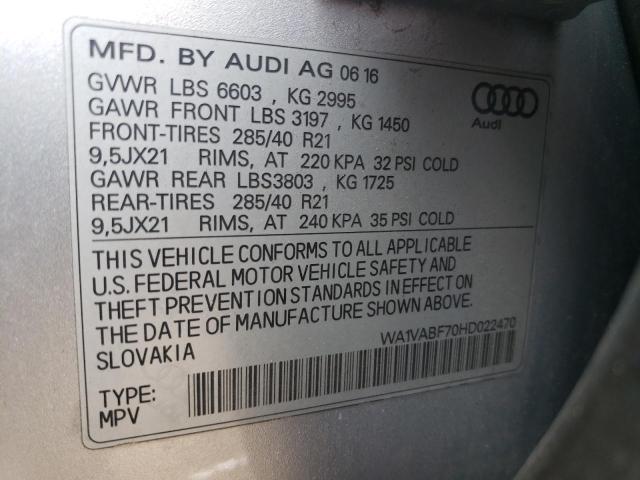 MFD. BY AUDI AG 06 16
GVWR LBS 6603 , KG 2995
GAWR FRONT LBS 3197 , KG 1450
FRONT-TIRES 285/40 R21
9,5JX21 RIMS, AT 220 KPA 32 PSI COLD
GAWR REAR LBS3803 , KG 1725
REAR-TIRES 285/40 R21
9,5JX21 RIMS, AT 240 KPA 35 PSI COLD
Audi
THIS VEHICLE CONFORMS TO ALL APPLICABLE
U.S. FEDERAL MOTOR VEHICLE SAFETY AND
THEFT PREVENTION STANDARDS IN EFFECT ON
THE DATE OF MANUFACTURE SHOWN ABOVE.
SLOVAKIA
WA1VABF70HD022470
TYPE:
MPV